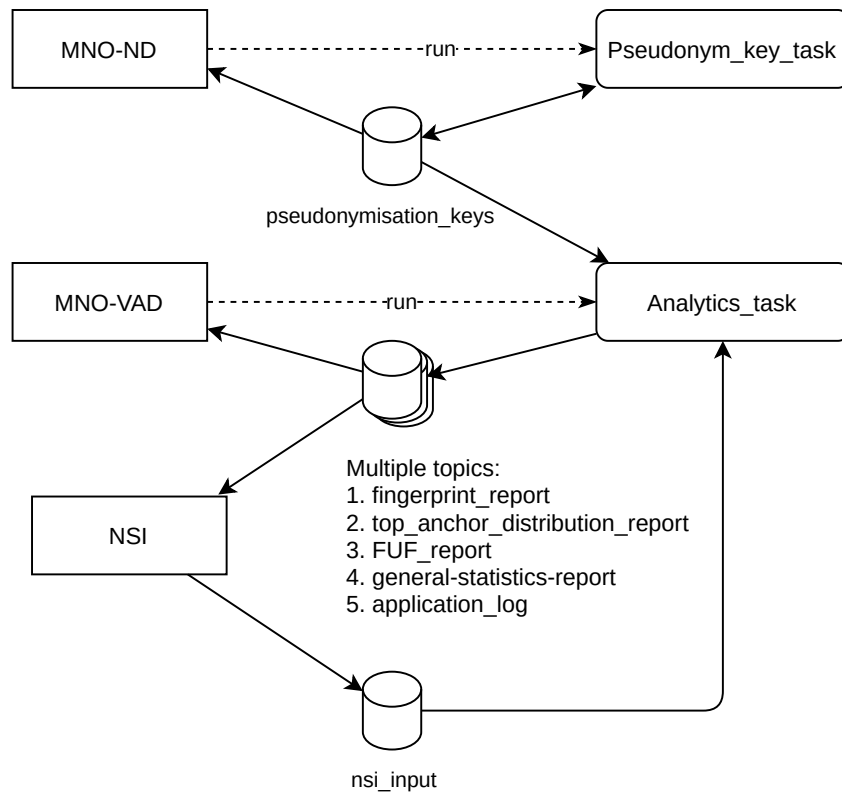 MNO-ND
run
Pseudonym_key_task
pseudonymisation_keys
MNO-VAD
run
Analytics_task
Multiple topics:
1. fingerprint_report
2. top_anchor_distribution_report
3. FUF_report
4. general-statistics-report
5. application_log
NSI
nsi_input